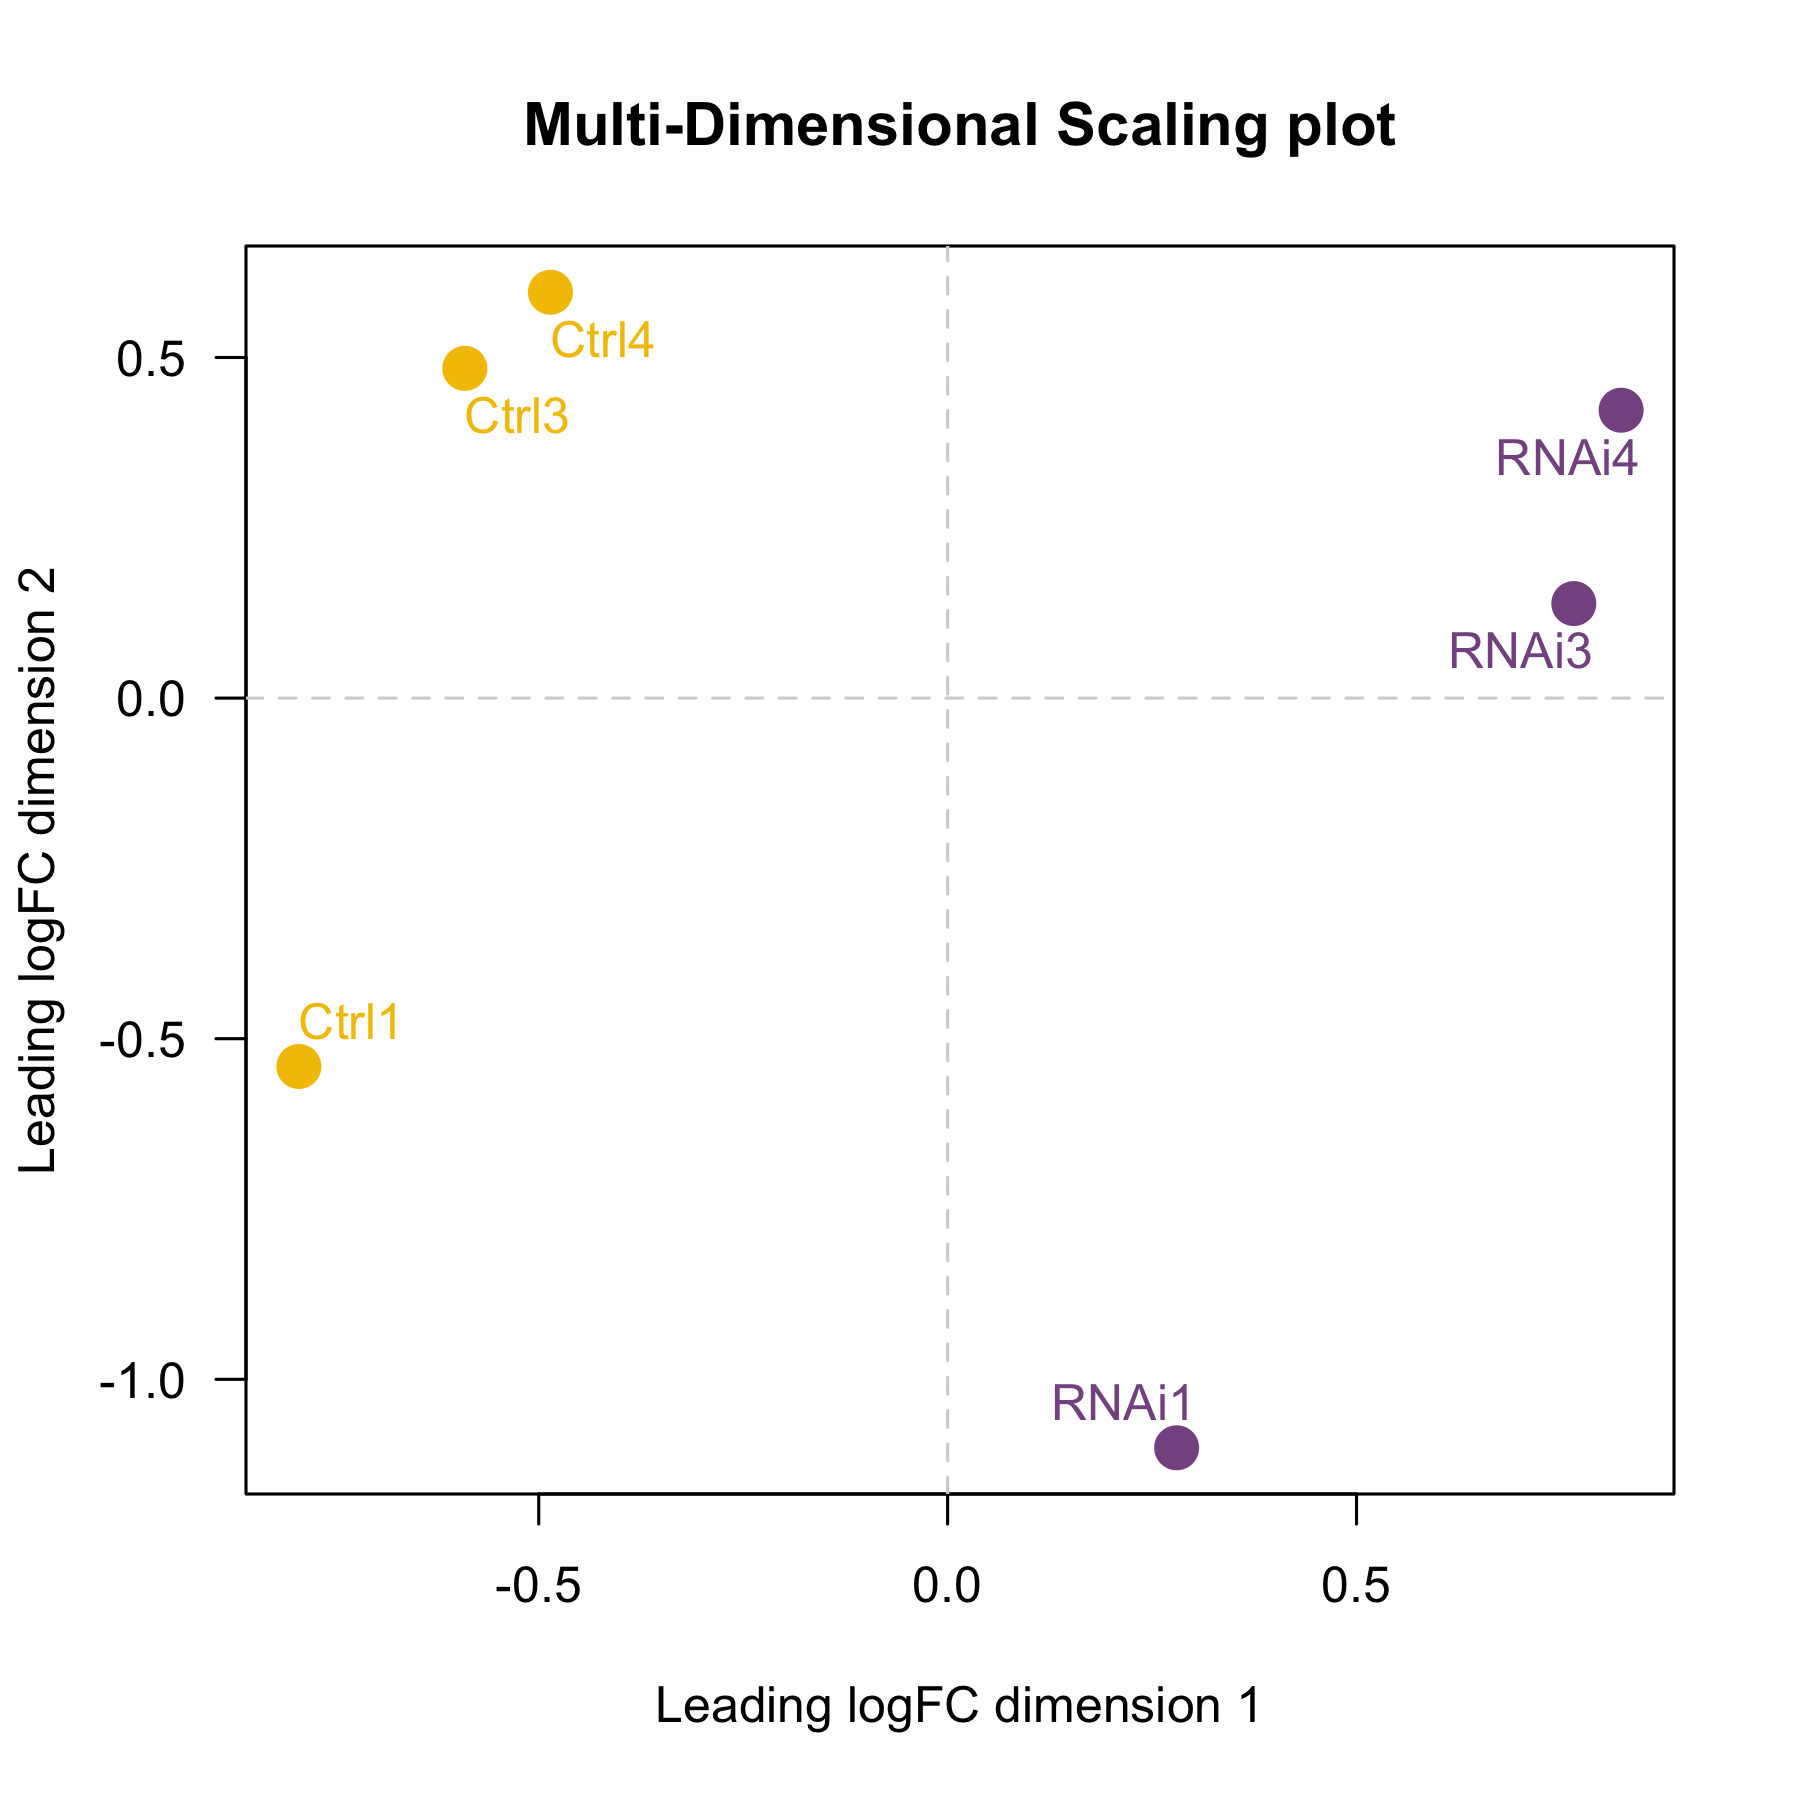 Multi-Dimensional Scaling plot
Leading logFC dimension 2
0.5
0.0
-0.5
-1.0
Ctrl4
Ctrl3
RNAi4
RNAi3
Ctrl1
RNAi1
-0.5
0.0
0.5
Leading logFC dimension 1